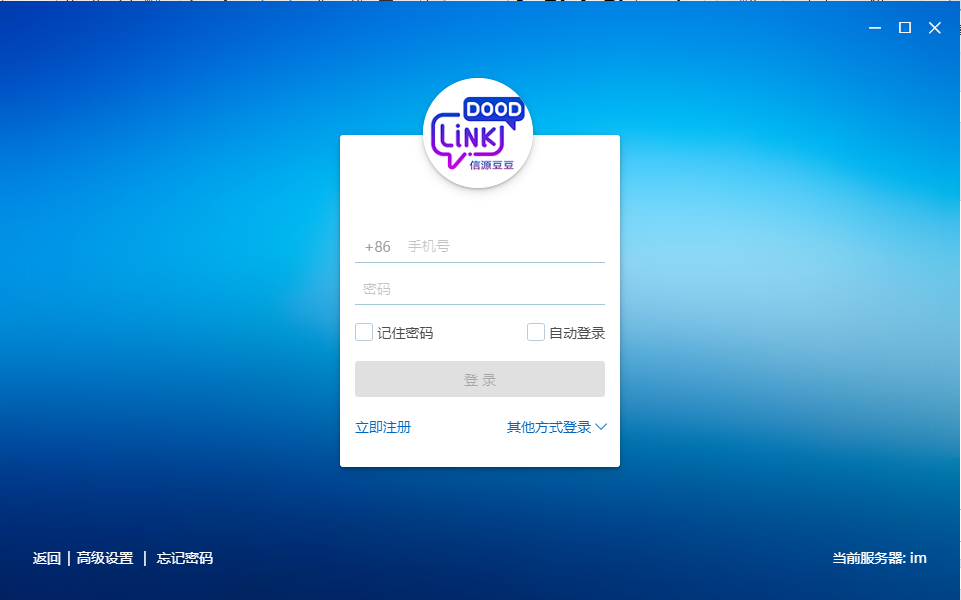 DOOD
LiNK
信源豆豆
+86 手机号
密码
记住密码 自动登录
登 录
立即注册 其他方式登录
返回 | 高级设置 | 忘记密码 当前服务器: im